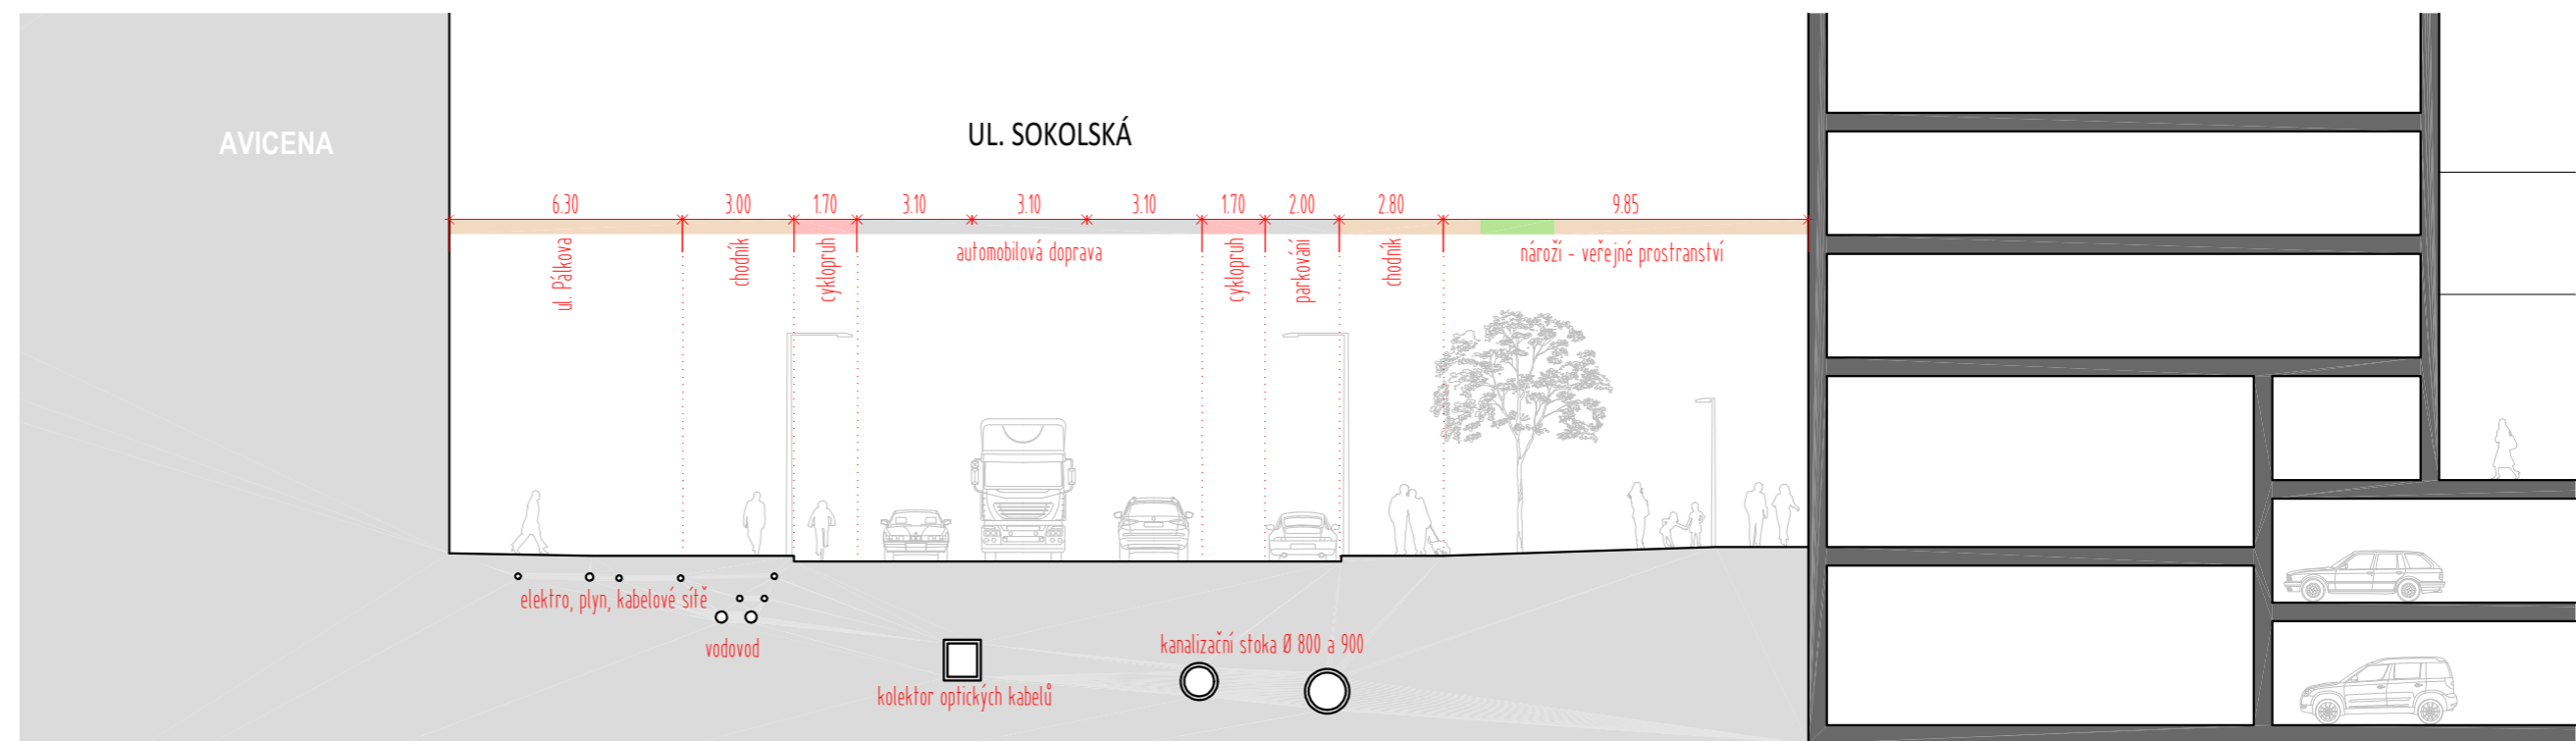 AVICENA
UL. SOKOLSKÁ
6.30 3.00 1.70 3.10 3.10 3.10 1.70 2.00 2.80 9.85
ul. Pálkova
chodník
cyklopruh
automobilová doprava
cyklopruh
parkování
chodník
nároží - veřejné prostranství
elektro, plyn, kabelové sítě
vodovod
kolektor optických kabelů
kanalizační stoka Ø 800 a 900